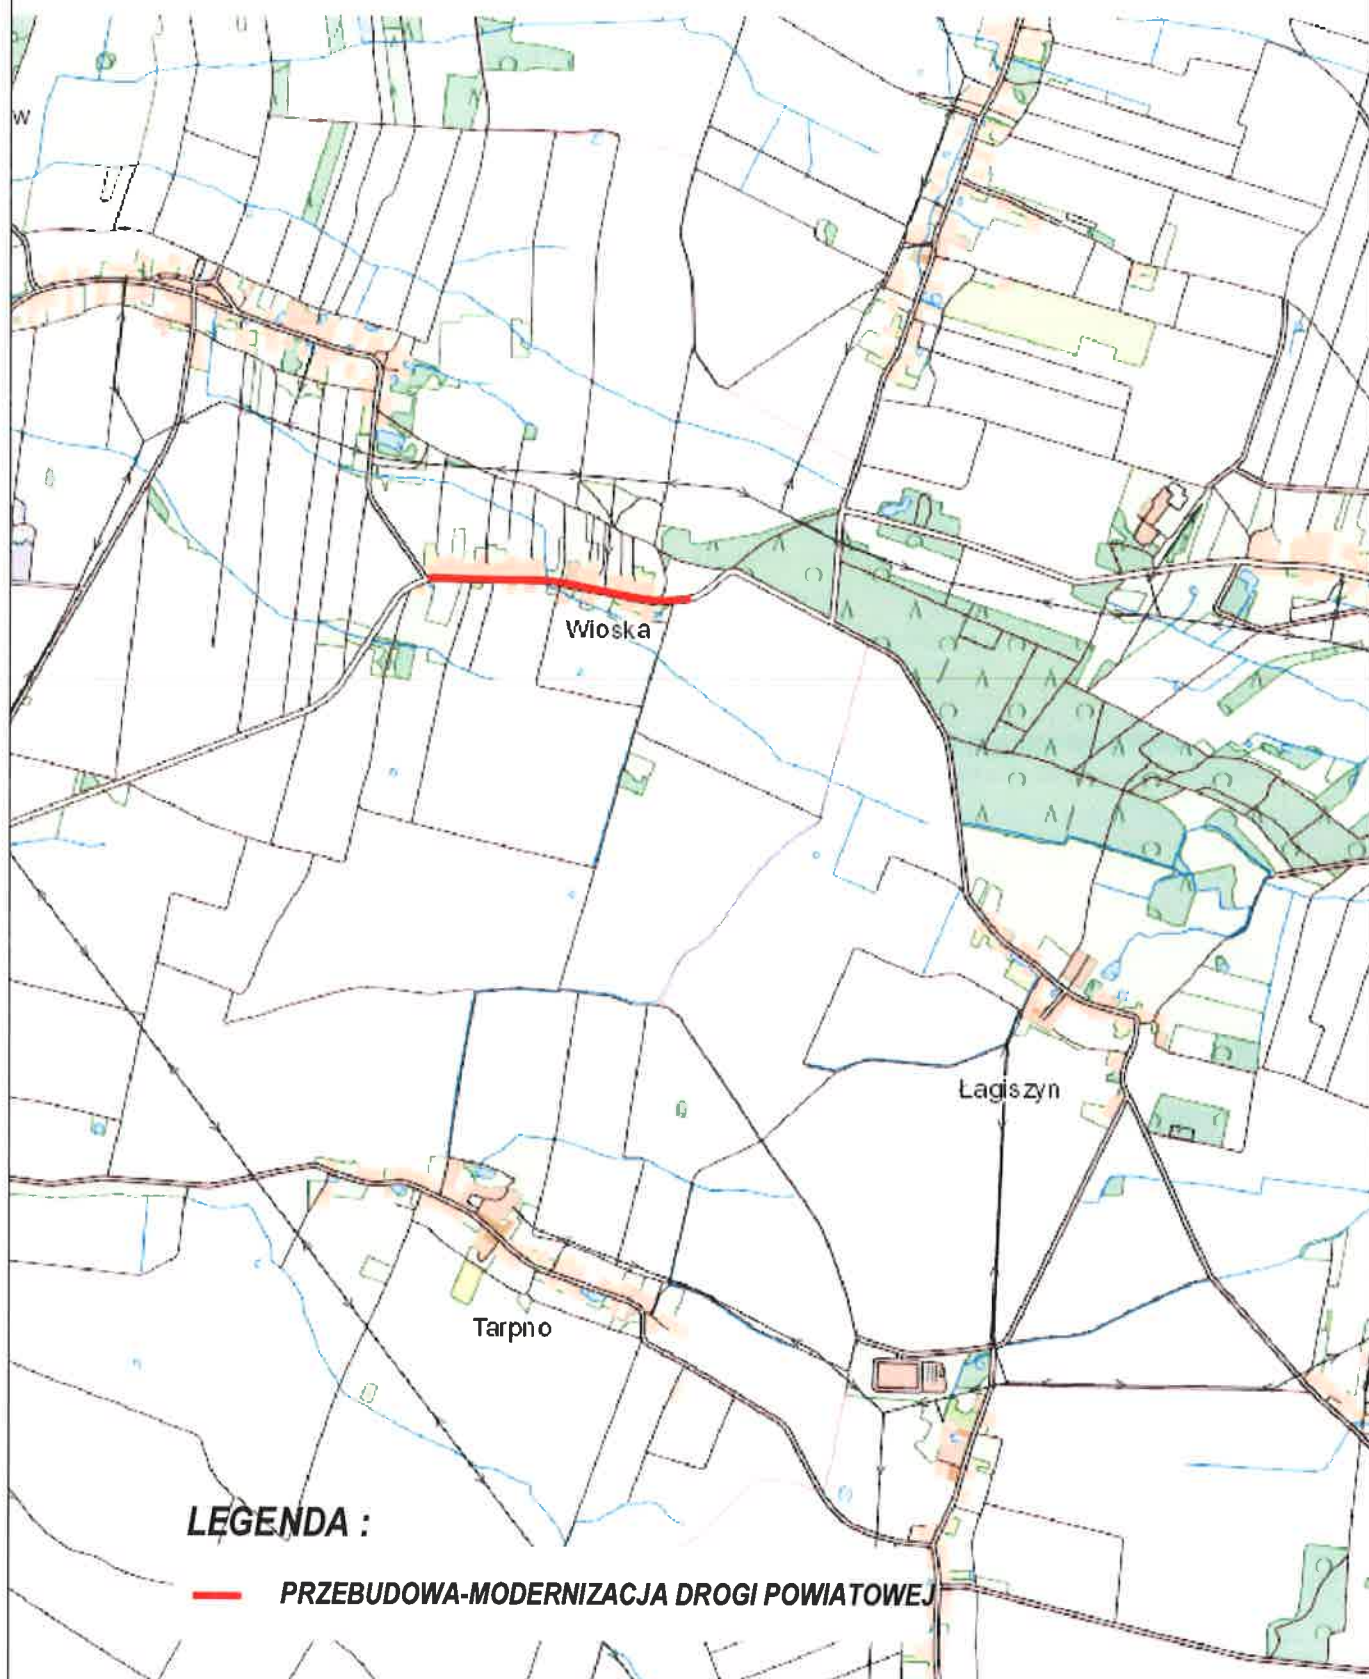 w
Wioska
Łagiszyn
Tarpno
LEGENDA :
PRZEBUDOWA-MODERNIZACJA DROGI POWIATOWEJ